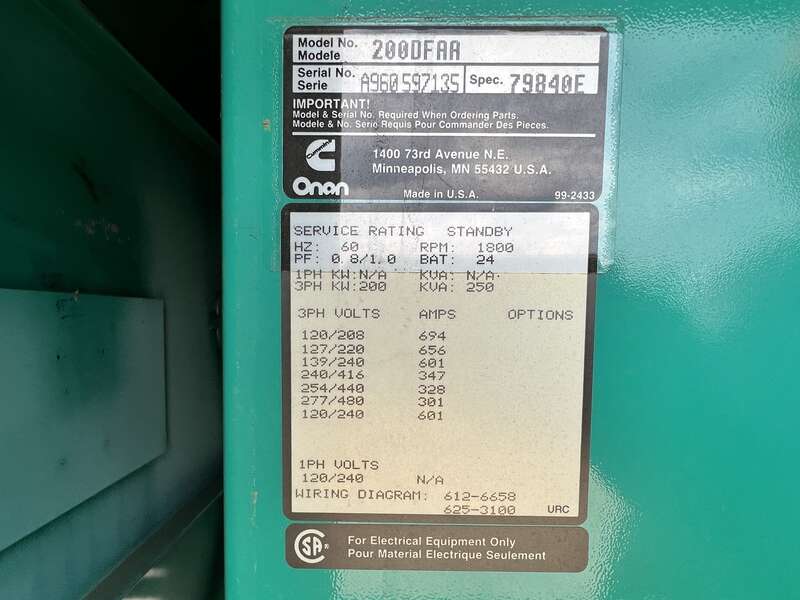 Model No. 200DFAA
Modele
Serial No. A960597135 Spec. 79840E
Serie
IMPORTANT!
Model & Serial No. Required When Ordering Parts.
Modele & No. Serie Requis Pour Commander Des Pieces.
Cummins
Onan
1400 73rd Avenue N.E.
Minneapolis, MN 55432 U.S.A.
Made in U.S.A. 99-2433
SERVICE RATING STANDBY
HZ: 60 RPM: 1800
PF: 0.8/1.0 BAT: 24
1PH KW:N/A KVA: N/A
3PH KW:200 KVA: 250
3PH VOLTS AMPS OPTIONS
120/208 694
127/220 656
139/240 601
240/416 347
254/440 328
277/480 301
120/240 601
1PH VOLTS
120/240 N/A
WIRING DIAGRAM: 612-6658
625-3100 URC
CSA®
For Electrical Equipment Only
Pour Material Electrique Seulement